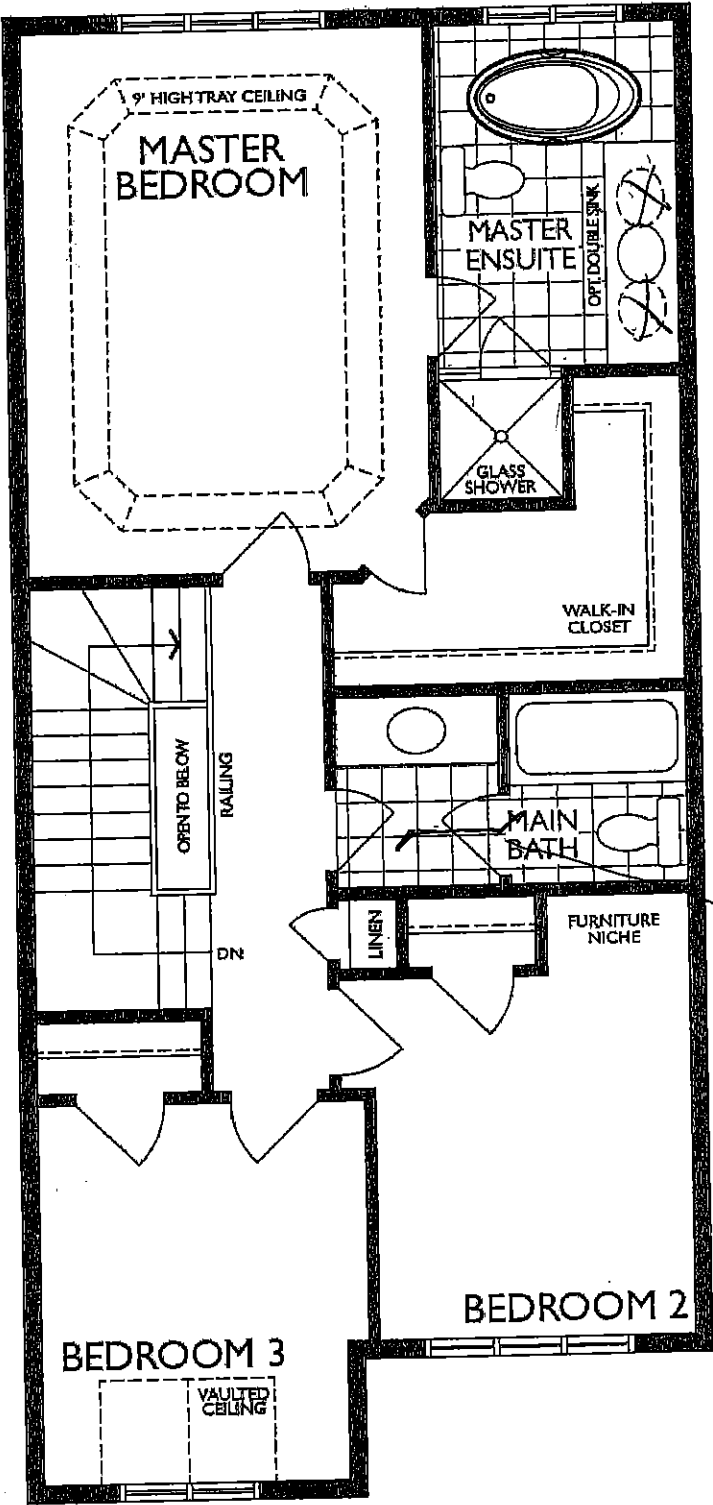 9' HIGH TRAY CEILING
MASTER
BEDROOM
MASTER
ENSUITE
OPT. DOUBLE SINK
GLASS
SHOWER
WALK-IN
CLOSET
OPEN TO BELOW
RAILING
MAIN
BATH
LINEN
FURNITURE
NICHE
DN
BEDROOM 2
BEDROOM 3
VAULTED
CEILING